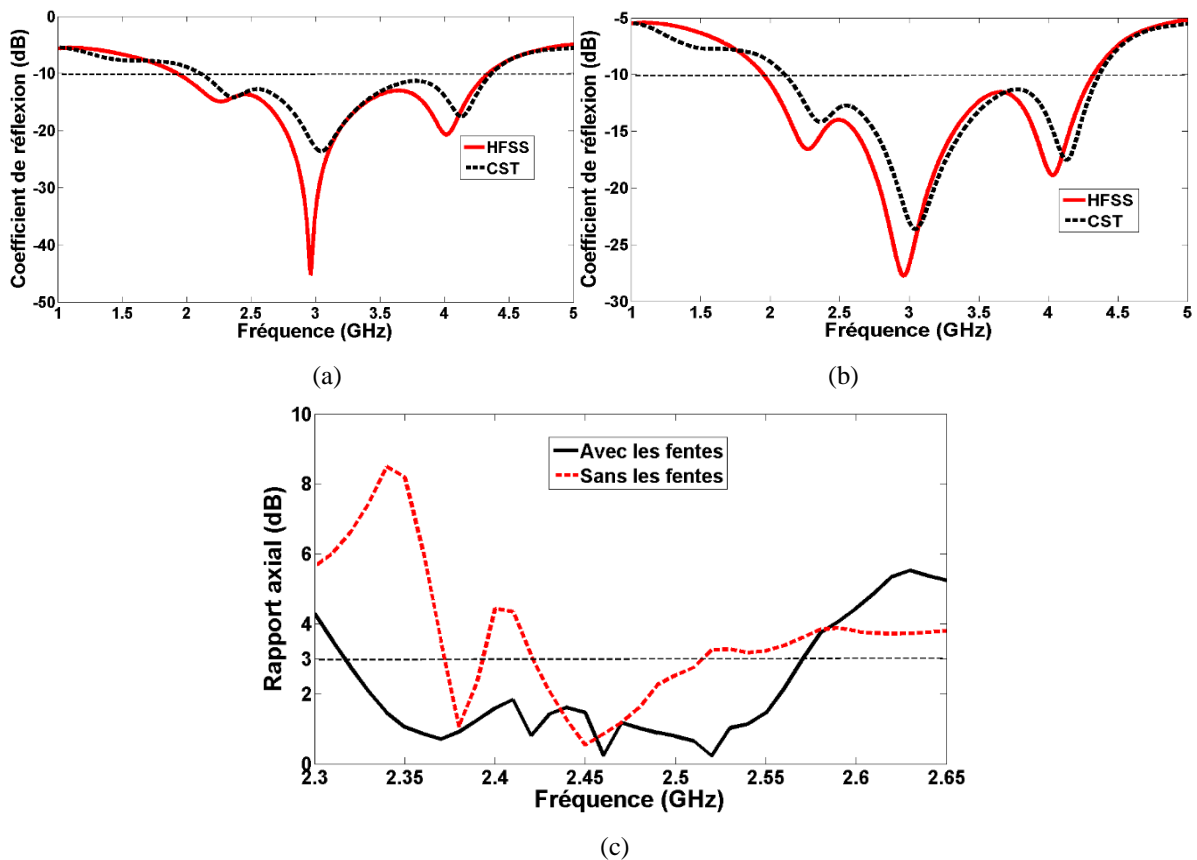 0
-10
-20
-30
-40
-50
Coefficient de réflexion (dB)
HFSS
CST
1 1.5 2 2.5 3 3.5 4 4.5 5
Fréquence (GHz)
(a)
-5
-10
-15
-20
-25
-30
Coefficient de réflexion (dB)
HFSS
CST
1 1.5 2 2.5 3 3.5 4 4.5 5
Fréquence (GHz)
(b)
10
8
6
4
3
2
0
Rapport axial (dB)
Avec les fentes
Sans les fentes
2.3 2.35 2.4 2.45 2.5 2.55 2.6 2.65
Fréquence (GHz)
(c)